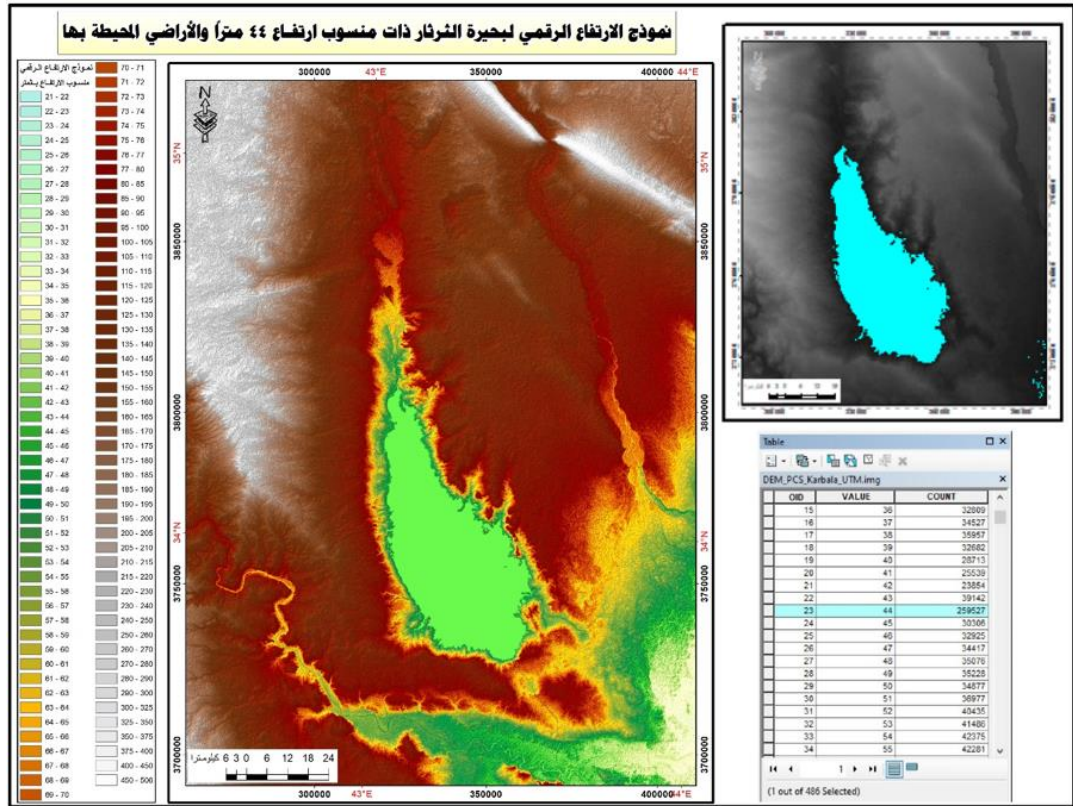 نموذج الارتفاع الرقمي لبحيرة الثرثار ذات منسوب ارتفاع ٤٤ متراً والأراضي المحيطة بها
نموذج الارتفاع الرقمي
منسوب الارتفاع بالمتر
21 - 22
22 - 23
23 - 24
24 - 25
25 - 26
26 - 27
27 - 28
28 - 29
29 - 30
30 - 31
31 - 32
32 - 33
33 - 34
34 - 35
35 - 36
36 - 37
37 - 38
38 - 39
39 - 40
40 - 41
41 - 42
42 - 43
43 - 44
44 - 45
45 - 46
46 - 47
47 - 48
48 - 49
49 - 50
50 - 51
51 - 52
52 - 53
53 - 54
54 - 55
55 - 56
56 - 57
57 - 58
58 - 59
59 - 60
60 - 61
61 - 62
62 - 63
63 - 64
64 - 65
65 - 66
66 - 67
67 - 68
68 - 69
69 - 70
70 - 71
71 - 72
72 - 73
73 - 74
74 - 75
75 - 76
76 - 77
77 - 80
80 - 85
85 - 90
90 - 95
95 - 100
100 - 105
105 - 110
110 - 115
115 - 120
120 - 125
125 - 130
130 - 135
135 - 140
140 - 145
145 - 150
150 - 155
155 - 160
160 - 165
165 - 170
170 - 175
175 - 180
180 - 185
185 - 190
190 - 195
195 - 200
200 - 205
205 - 210
210 - 215
215 - 220
220 - 230
230 - 240
240 - 250
250 - 260
260 - 270
270 - 280
280 - 290
290 - 300
300 - 325
325 - 350
350 - 375
375 - 400
400 - 450
450 - 506
300000 43°E 350000 400000 44°E
N
35°N
3850000
3800000
34°N
3750000
3700000
35°N
3850000
3800000
34°N
3750000
3700000
كيلومترا 6 3 0 6 12 18 24
300000 43°E 350000 400000 44°E
Table
DEM_PCS_Karbala_UTM.img
OID VALUE COUNT
15 36 32809
16 37 34527
17 38 35957
18 39 32682
19 40 28713
20 41 25539
21 42 23854
22 43 39142
23 44 259527
24 45 30306
25 46 32925
26 47 34417
27 48 35076
28 49 35228
29 50 34877
30 51 36977
31 52 40435
32 53 41486
33 54 42375
34 55 42281
1
(1 out of 486 Selected)